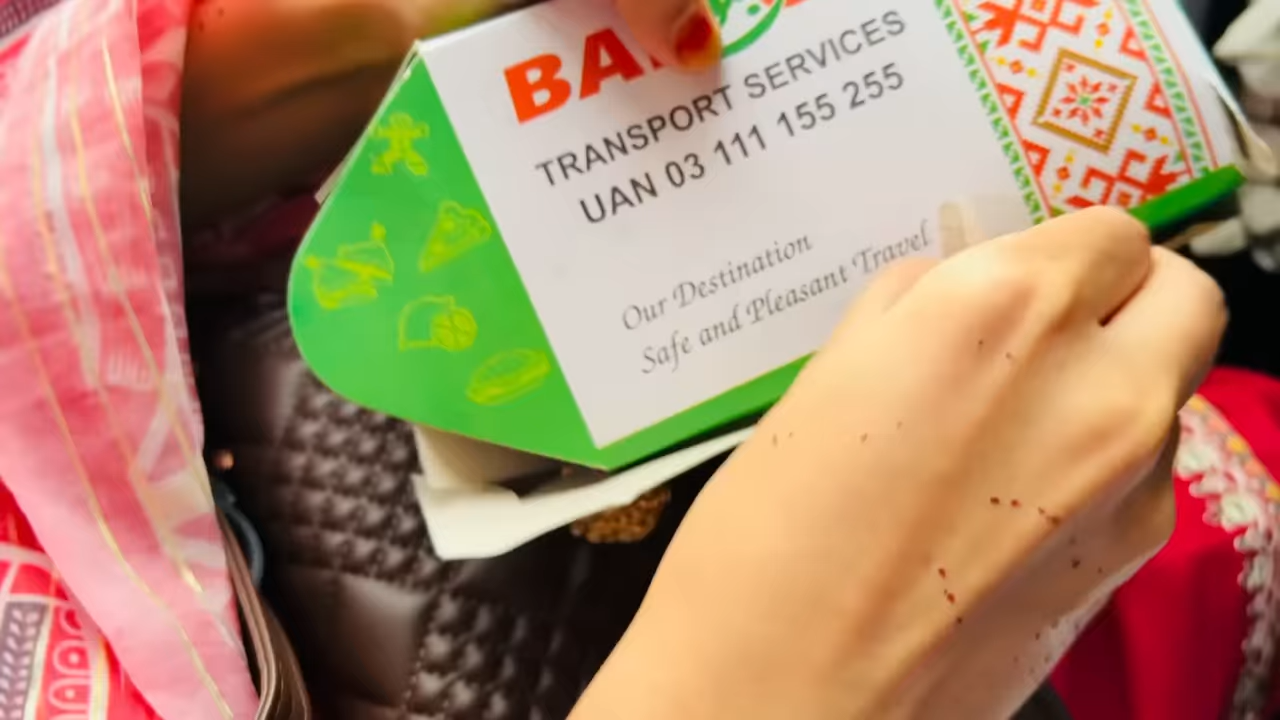 BA
TRANSPORT SERVICES
UAN 03 111 155 255
Our Destination
Safe and Pleasant Travel